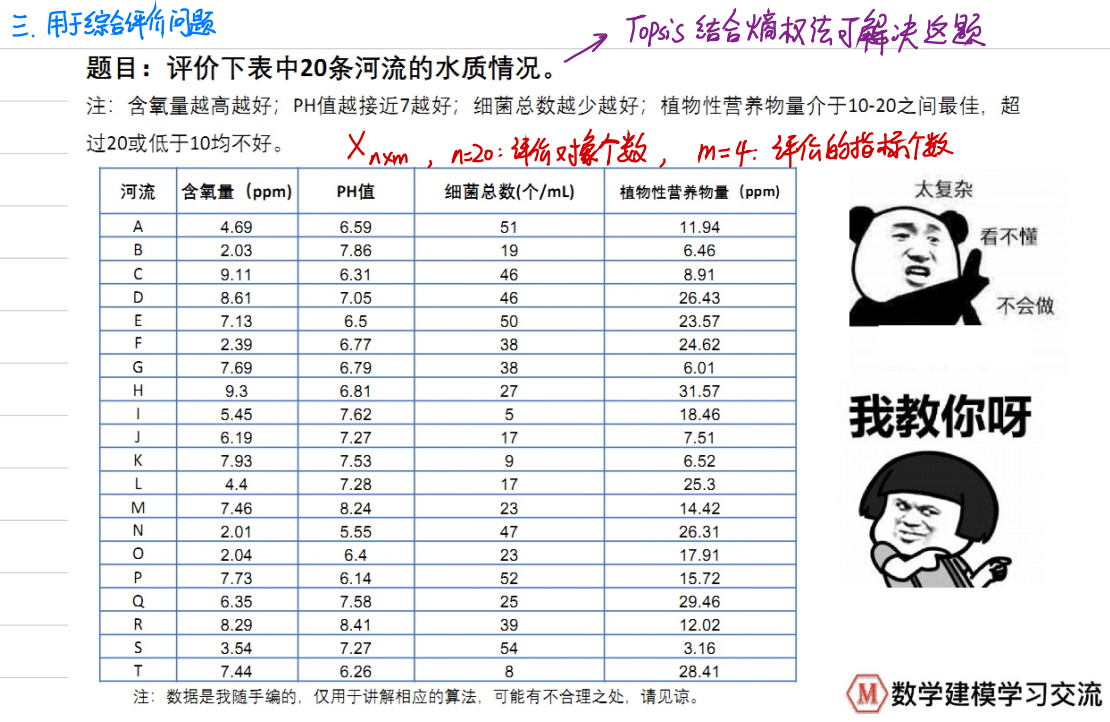 三. 用于综合评价问题
Topsis 结合熵权法可解决这题
题目：评价下表中20条河流的水质情况。
注：含氧量越高越好；PH值越接近7越好；细菌总数越少越好；植物性营养物量介于10-20之间最佳，超
过20或低于10均不好。
X n×m ， n=20：评价对象个数， m=4：评价的指标个数
河流 含氧量（ppm) PH值 细菌总数(个/mL) 植物性营养物量（ppm)
A 4.69 6.59 51 11.94
B 2.03 7.86 19 6.46
C 9.11 6.31 46 8.91
D 8.61 7.05 46 26.43
E 7.13 6.5 50 23.57
F 2.39 6.77 38 24.62
G 7.69 6.79 38 6.01
H 9.3 6.81 27 31.57
I 5.45 7.62 5 18.46
J 6.19 7.27 17 7.51
K 7.93 7.53 9 6.52
L 4.4 7.28 17 25.3
M 7.46 8.24 23 14.42
N 2.01 5.55 47 26.31
O 2.04 6.4 23 17.91
P 7.73 6.14 52 15.72
Q 6.35 7.58 25 29.46
R 8.29 8.41 39 12.02
S 3.54 7.27 54 3.16
T 7.44 6.26 8 28.41
注：数据是我随手编的，仅用于讲解相应的算法，可能有不合理之处，请见谅。
太复杂
看不懂
不会做
我教你呀
M 数学建模学习交流